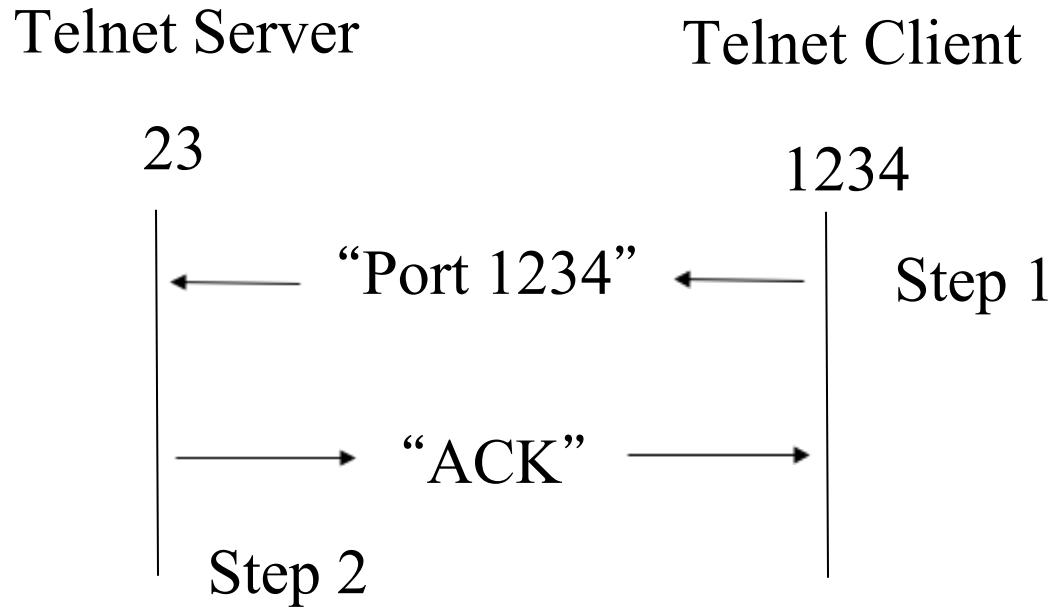 Telnet Server
Telnet Client
23
1234
“Port 1234”
Step 1
“ACK”
Step 2